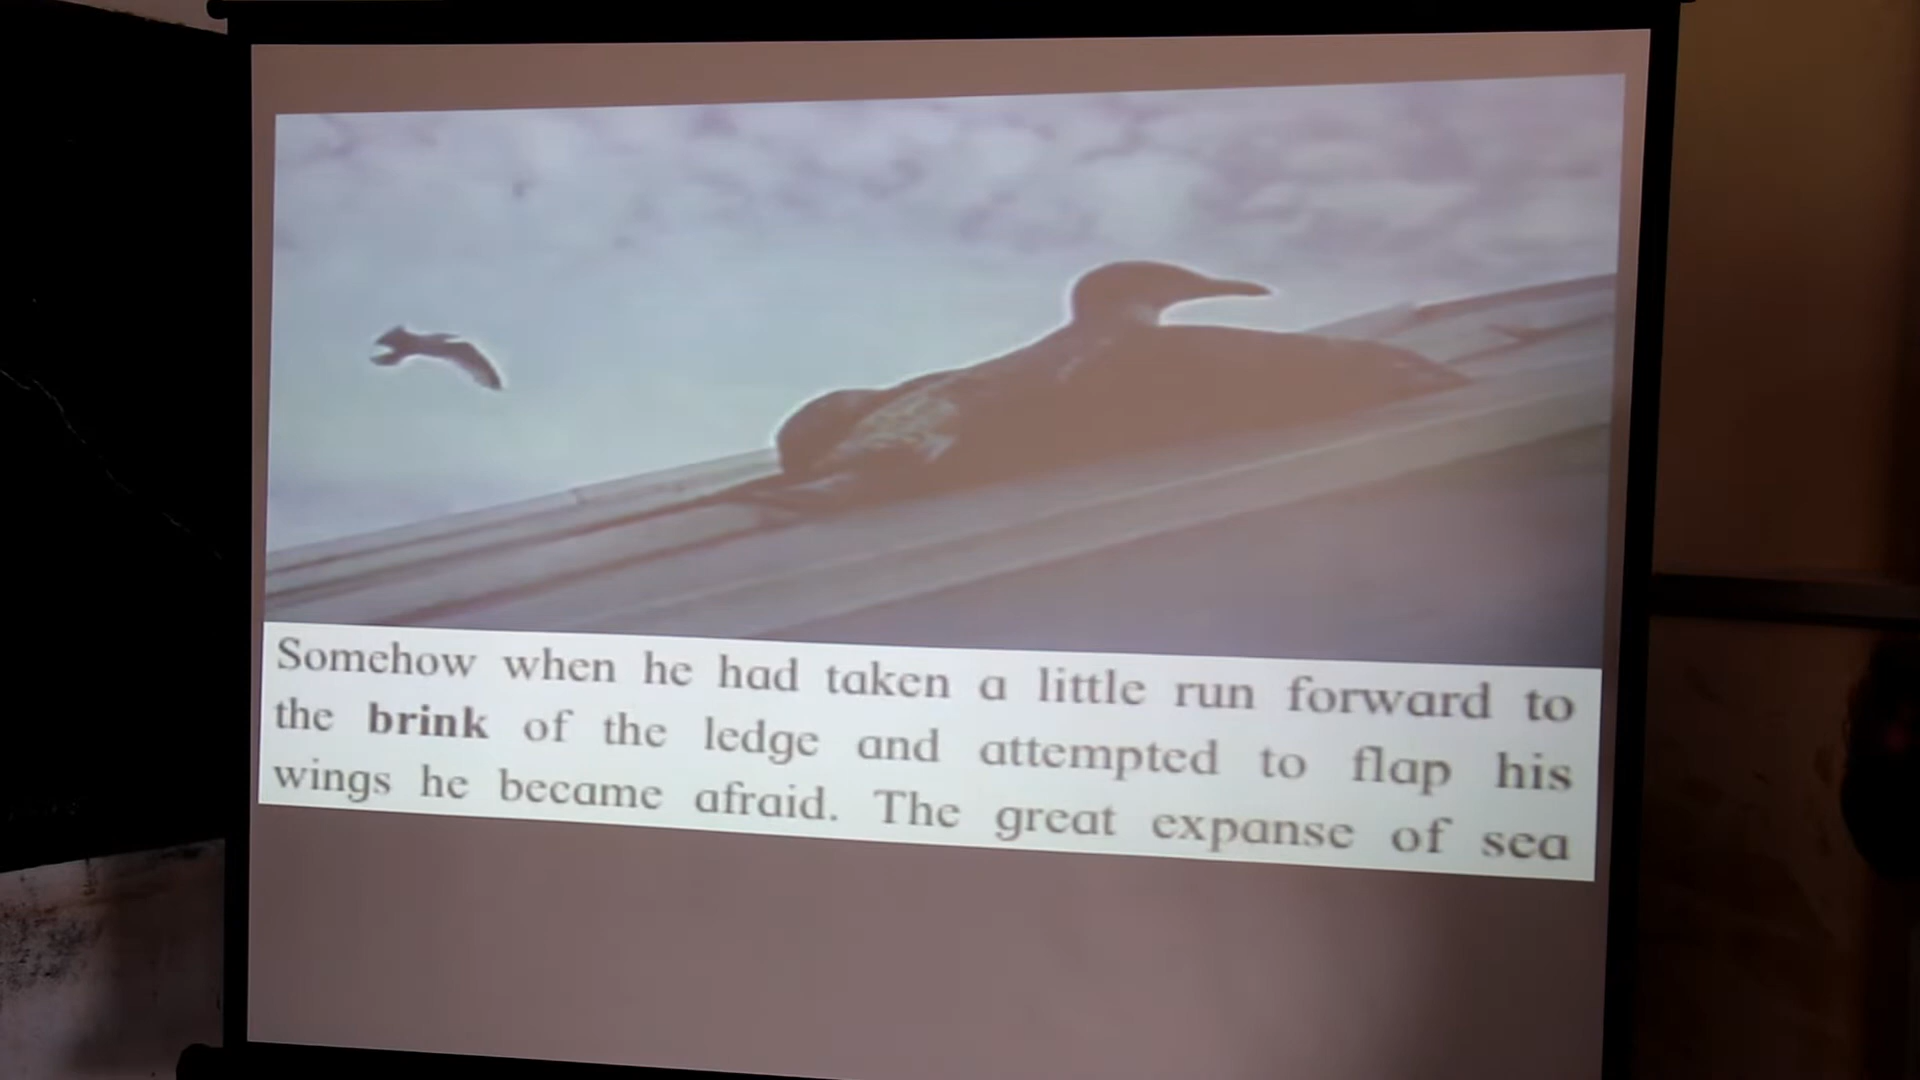 Somehow when he had taken a little run forward to
the brink of the ledge and attempted to flap his
wings he became afraid. The great expanse of sea